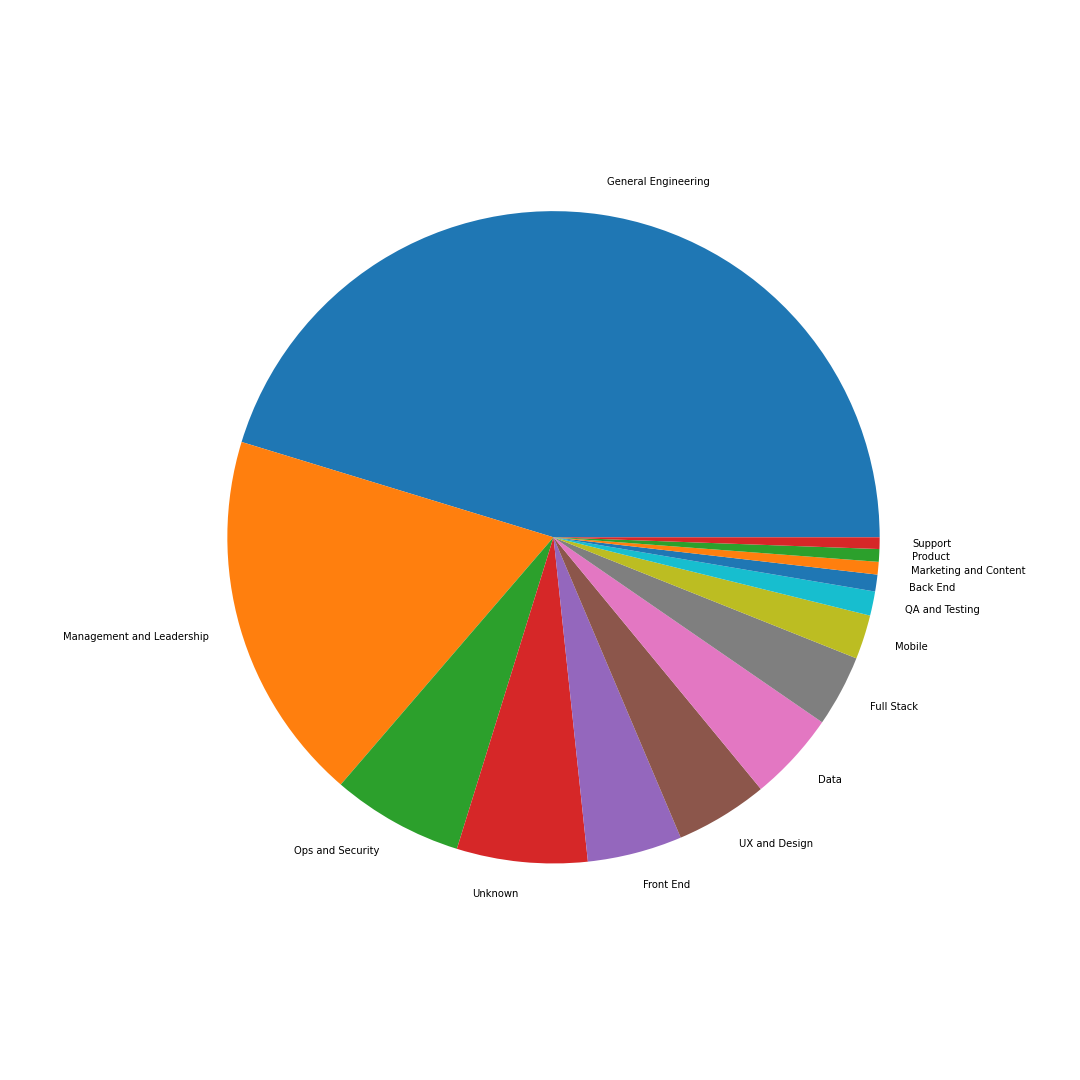 General Engineering
Support
Product
Marketing and Content
Back End
QA and Testing
Management and Leadership
Mobile
Full Stack
Data
UX and Design
Ops and Security
Front End
Unknown